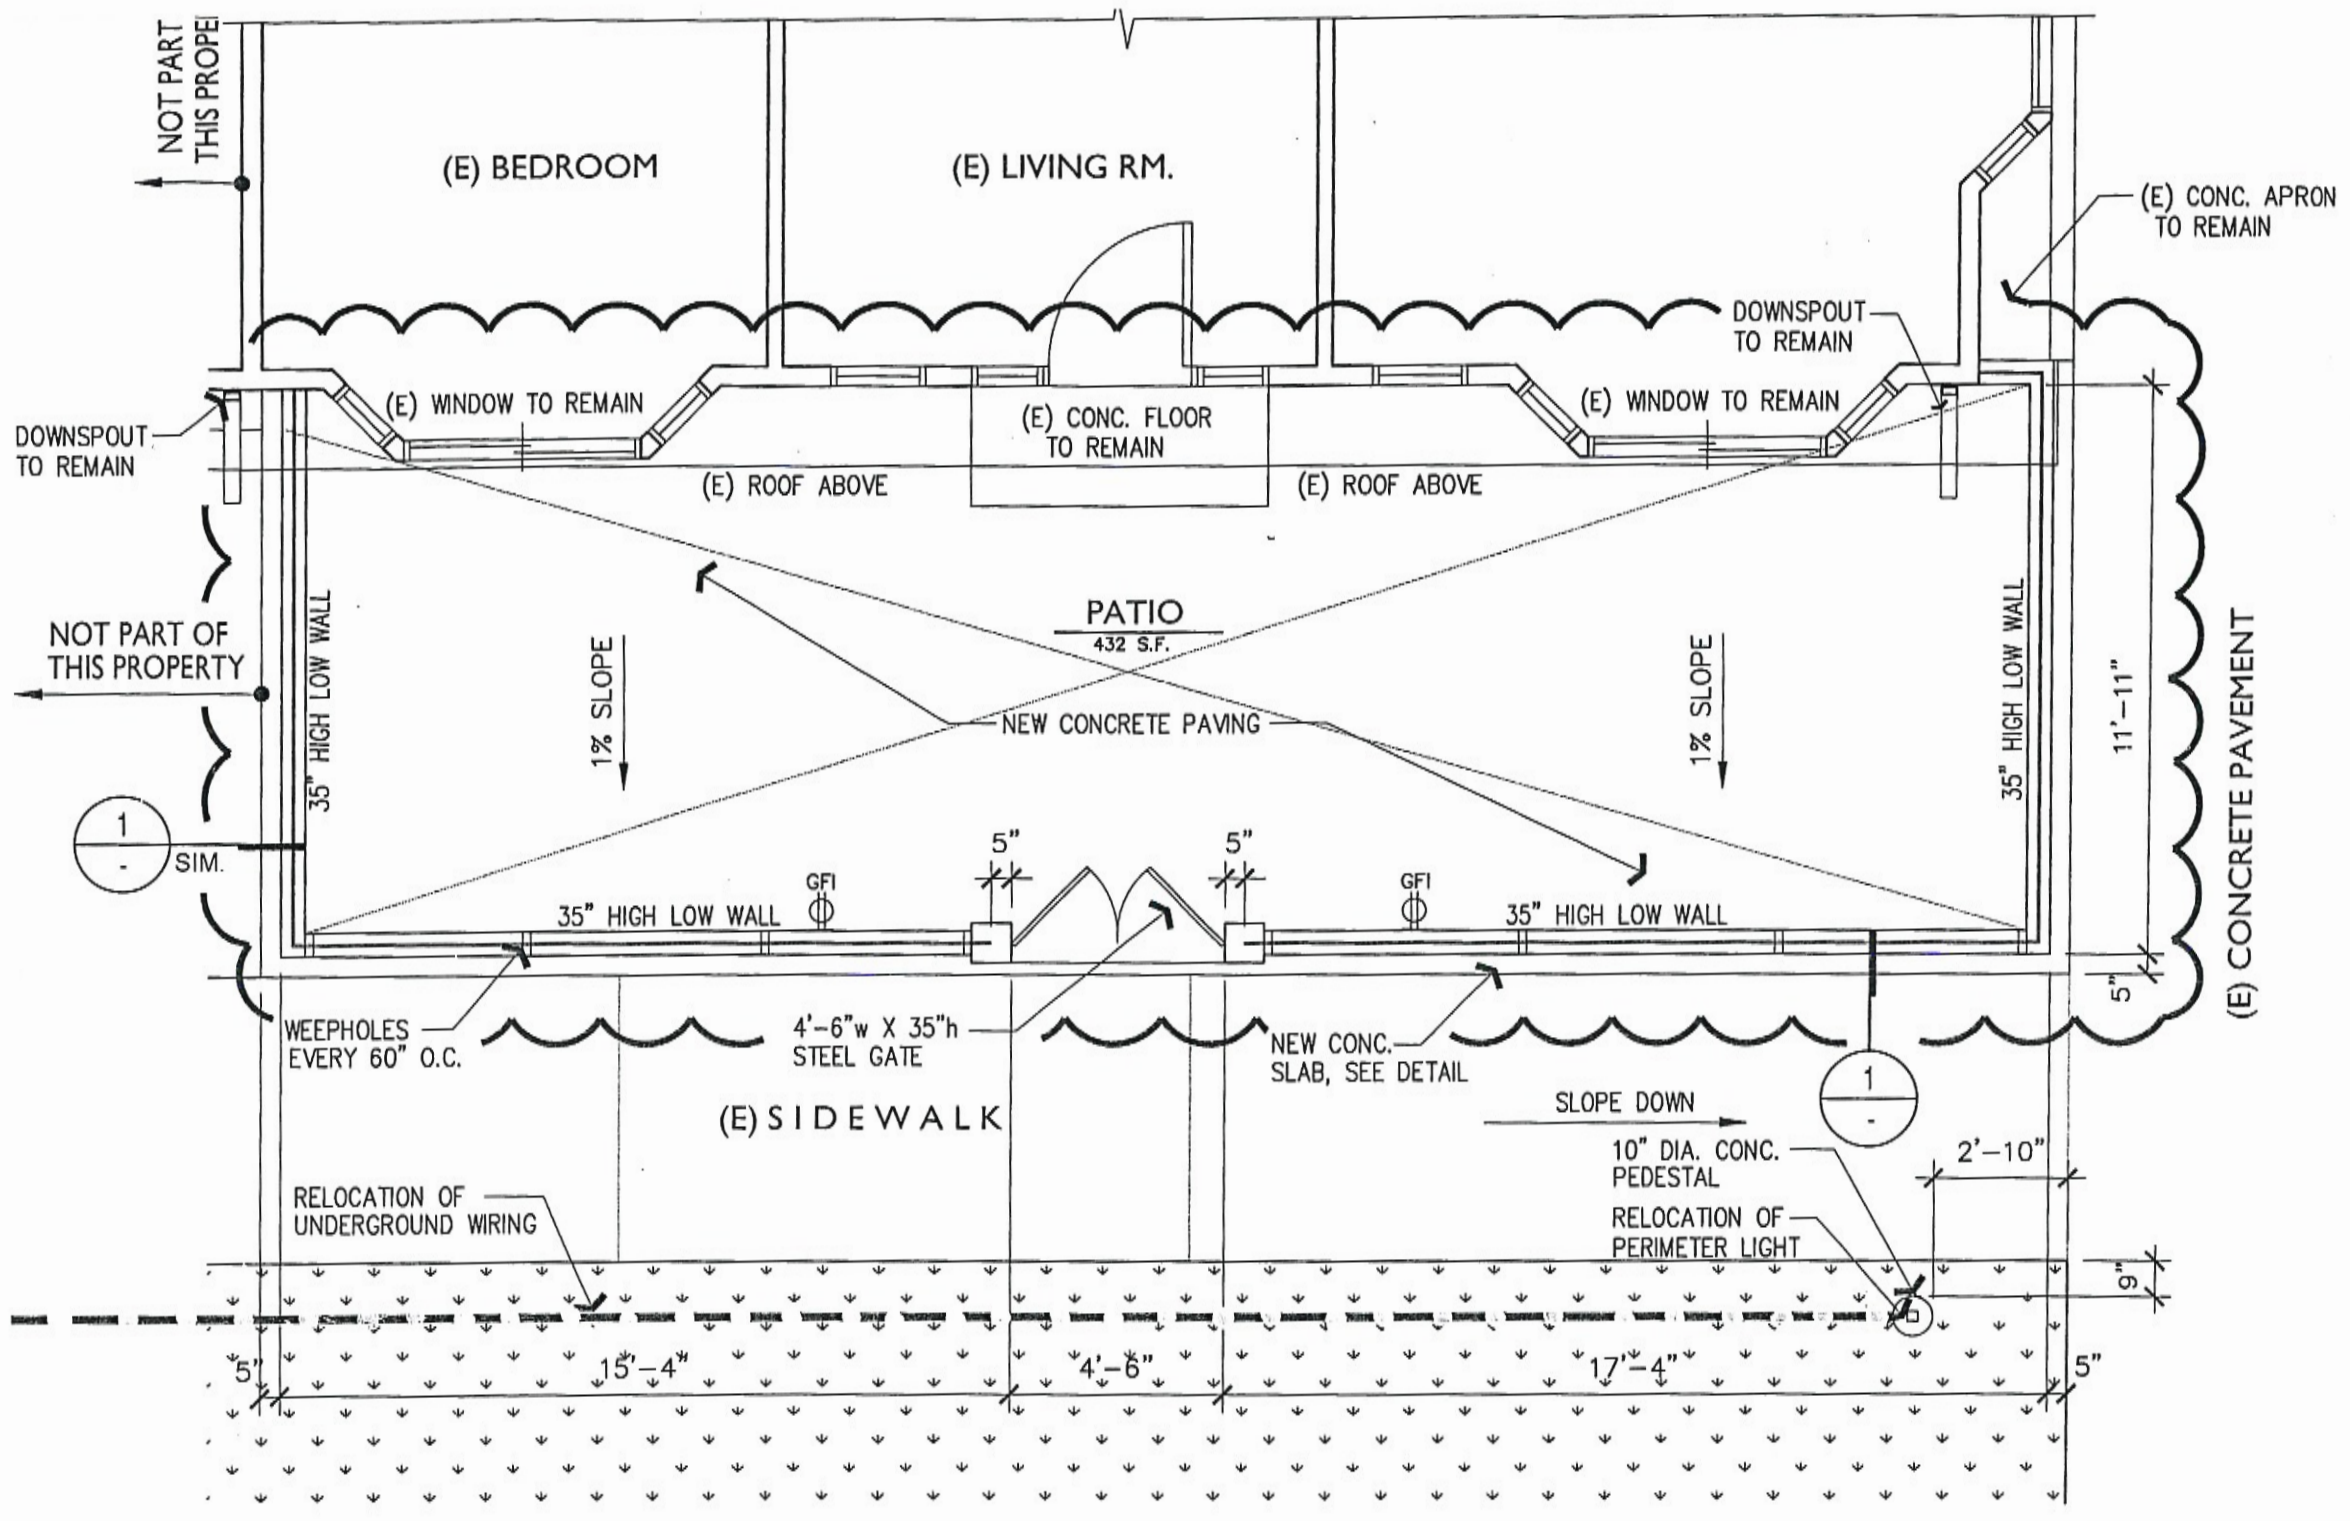 NOT PART
THIS PROPE
(E) BEDROOM
(E) LIVING RM.
(E) CONC. APRON
TO REMAIN
DOWNSPOUT
TO REMAIN
(E) WINDOW TO REMAIN
(E) CONC. FLOOR
TO REMAIN
(E) WINDOW TO REMAIN
DOWNSPOUT
TO REMAIN
(E) ROOF ABOVE
(E) ROOF ABOVE
NOT PART OF
THIS PROPERTY
35" HIGH LOW WALL
1% SLOPE
PATIO
432 S.F.
NEW CONCRETE PAVING
1% SLOPE
35" HIGH LOW WALL
11'-11"
(E) CONCRETE PAVEMENT
1
-
SIM.
5"
5"
GFI
GFI
35" HIGH LOW WALL
35" HIGH LOW WALL
5"
WEEPHOLES
EVERY 60" O.C.
4'-6"w X 35"h
STEEL GATE
NEW CONC.
SLAB, SEE DETAIL
1
-
(E) SIDEWALK
SLOPE DOWN
10" DIA. CONC.
PEDESTAL
2'-10"
RELOCATION OF
UNDERGROUND WIRING
RELOCATION OF
PERIMETER LIGHT
9"
5"
15'-4"
4'-6"
17'-4"
5"